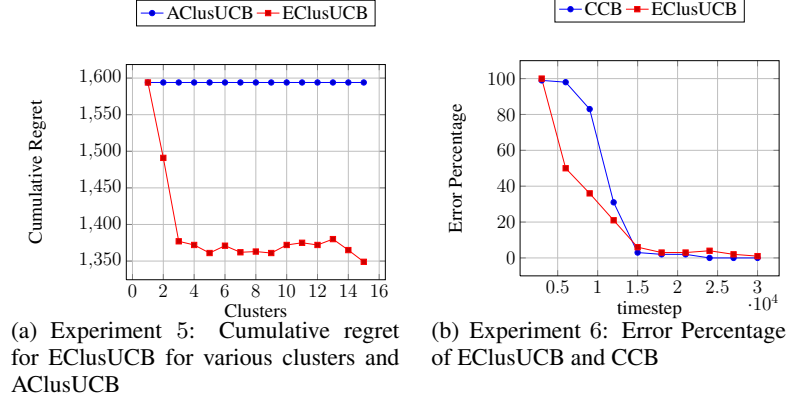 AClusUCB EClusUCB
Cumulative Regret
1,600
1,550
1,500
1,450
1,400
1,350
0 2 4 6 8 10 12 14 16
Clusters
(a) Experiment 5: Cumulative regret
for EClusUCB for various clusters and
AClusUCB
CCB EClusUCB
Error Percentage
100
80
60
40
20
0
0.5 1 1.5 2 2.5 3
timestep
·10⁴
(b) Experiment 6: Error Percentage
of EClusUCB and CCB